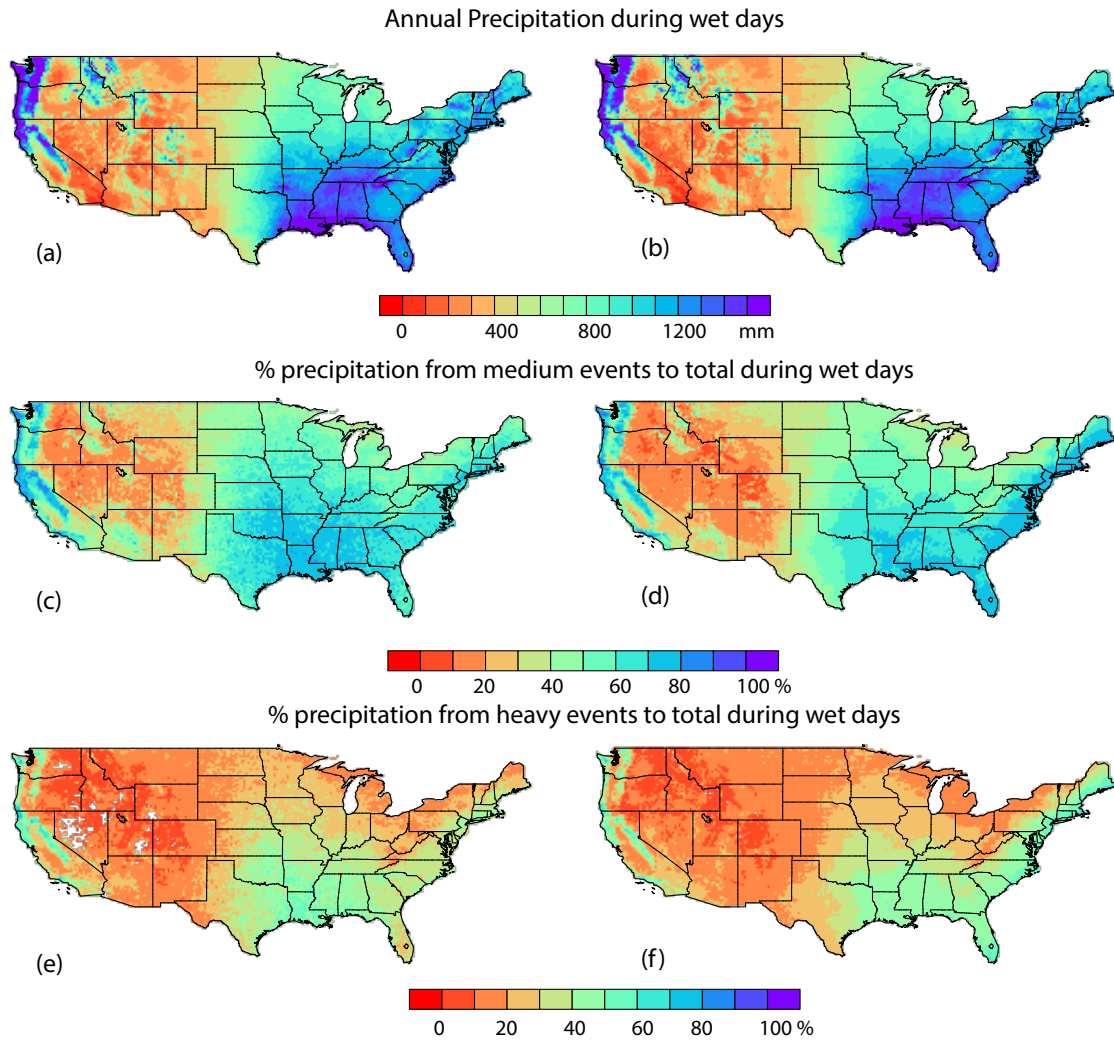 Annual Precipitation during wet days
(a)
(b)
0 400 800 1200 mm
% precipitation from medium events to total during wet days
(c)
(d)
0 20 40 60 80 100 %
% precipitation from heavy events to total during wet days
(e)
(f)
0 20 40 60 80 100 %